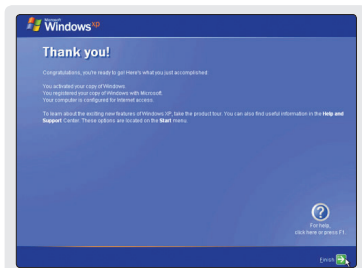 Microsoft
Windows xp
Thank you!
Congratulations, you're ready to go! Here's what you just accomplished:
You activated your copy of Windows.
You registered your copy of Windows with Microsoft.
Your computer is configured for Internet access.
To learn about the exciting new features of Windows XP, take the product tour. You can also find useful information in the Help and
Support Center. These options are located on the Start menu.
For help,
click here or press F1.
Finish